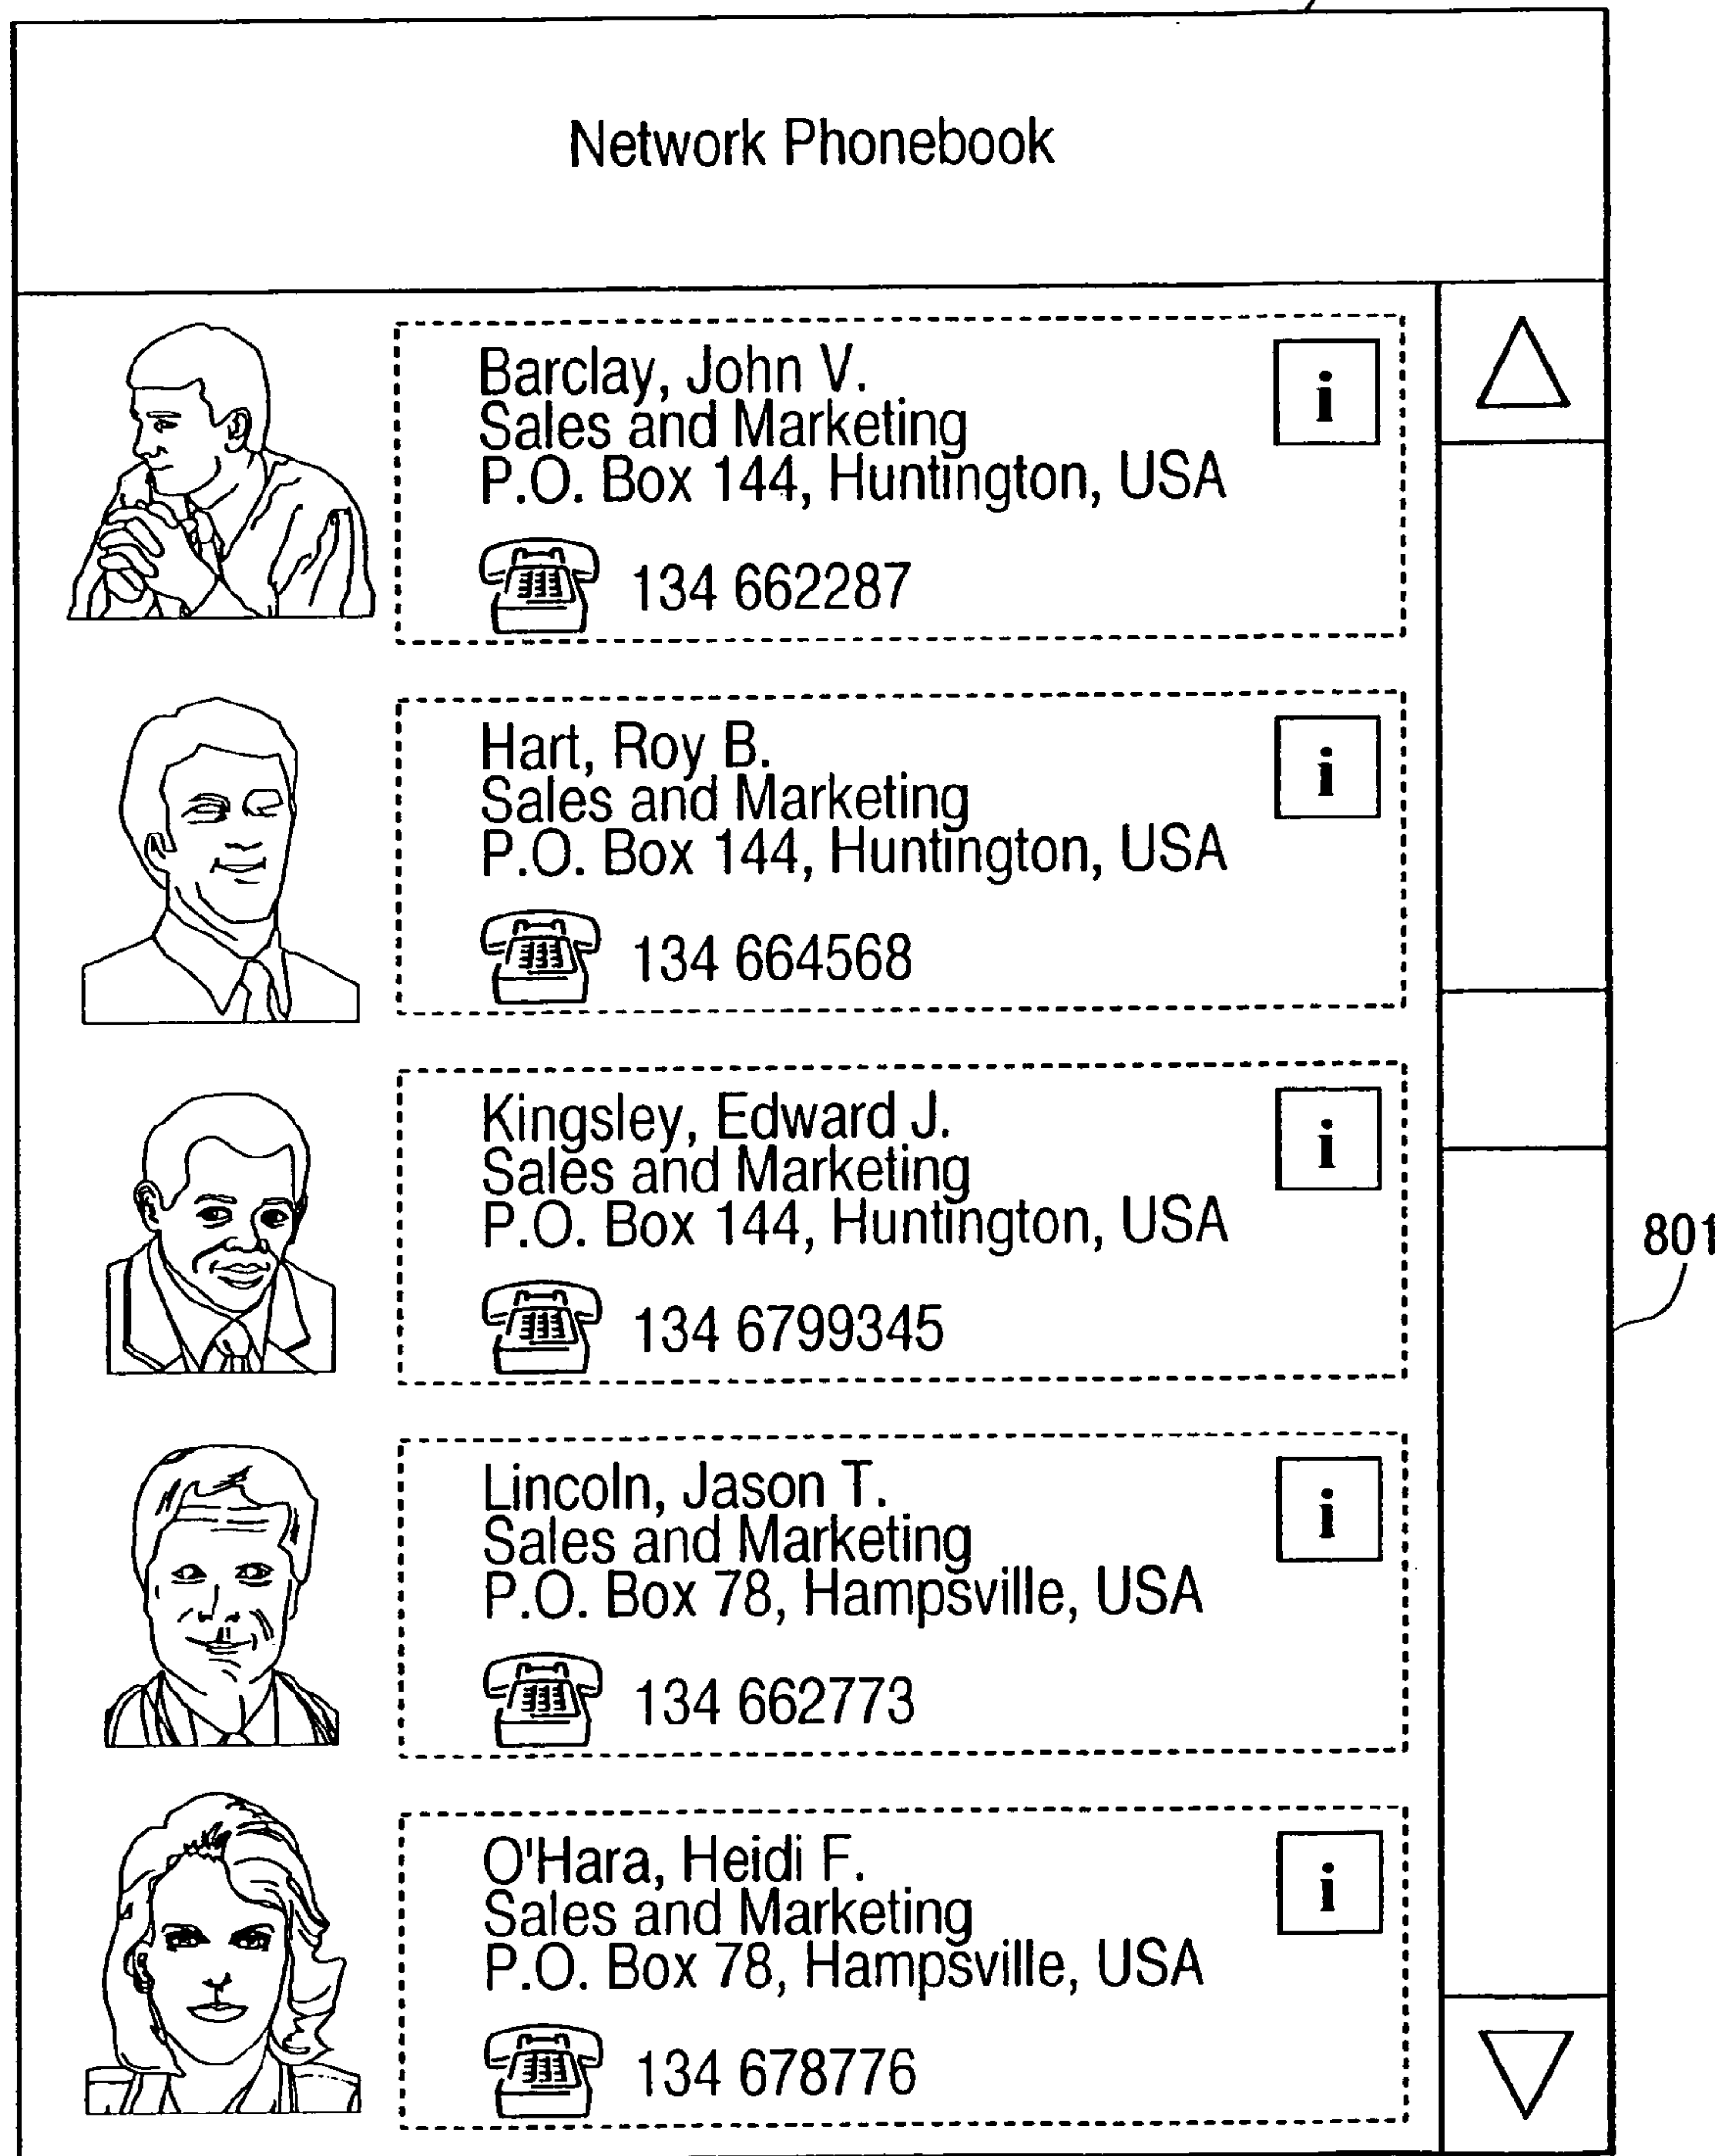 Network Phonebook
Barclay, John V.
Sales and Marketing
P.O. Box 144, Huntington, USA
134 662287
i
Hart, Roy B.
Sales and Marketing
P.O. Box 144, Huntington, USA
134 664568
i
Kingsley, Edward J.
Sales and Marketing
P.O. Box 144, Huntington, USA
134 6799345
i
801
Lincoln, Jason T.
Sales and Marketing
P.O. Box 78, Hampsville, USA
134 662773
i
O'Hara, Heidi F.
Sales and Marketing
P.O. Box 78, Hampsville, USA
134 678776
i